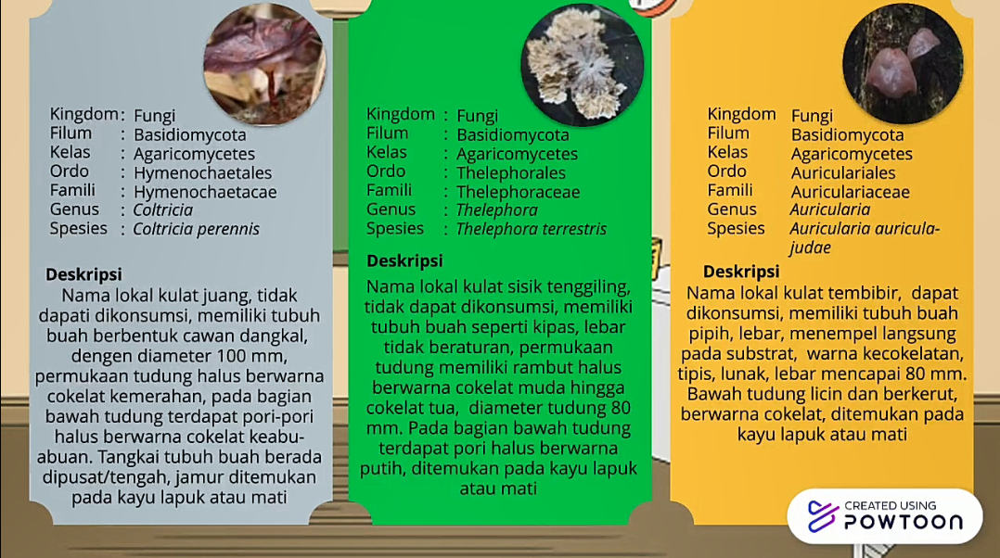 Kingdom : Fungi
Filum : Basidiomycota
Kelas : Agaricomycetes
Ordo : Hymenochaetales
Famili : Hymenochaetacae
Genus : Coltricia
Spesies : Coltricia perennis
Deskripsi
Nama lokal kulat juang, tidak
dapati dikonsumsi, memiliki tubuh
buah berbentuk cawan dangkal,
dengen diameter 100 mm,
permukaan tudung halus berwarna
cokelat kemerahan, pada bagian
bawah tudung terdapat pori-pori
halus berwarna cokelat keabu-
abuan. Tangkai tubuh buah berada
dipusat/tengah, jamur ditemukan
pada kayu lapuk atau mati
Kingdom : Fungi
Filum : Basidiomycota
Kelas : Agaricomycetes
Ordo : Thelephorales
Famili : Thelephoraceae
Genus : Thelephora
Spesies : Thelephora terrestris
Deskripsi
Nama lokal kulat sisik tenggiling,
tidak dapat dikonsumsi, memiliki
tubuh buah seperti kipas, lebar
tidak beraturan, permukaan
tudung memiliki rambut halus
berwarna cokelat muda hingga
cokelat tua, diameter tudung 80
mm. Pada bagian bawah tudung
terdapat pori halus berwarna
putih, ditemukan pada kayu lapuk
atau mati
Kingdom Fungi
Filum Basidiomycota
Kelas Agaricomycetes
Ordo Auriculariales
Famili Auriculariaceae
Genus Auricularia
Spesies Auricularia auricula-
judae
Deskripsi
Nama lokal kulat tembibir, dapat
dikonsumsi, memiliki tubuh buah
pipih, lebar, menempel langsung
pada substrat, warna kecokelatan,
tipis, lunak, lebar mencapai 80 mm.
Bawah tudung licin dan berkerut,
berwarna cokelat, ditemukan pada
kayu lapuk atau mati
CREATED USING
POWTOON